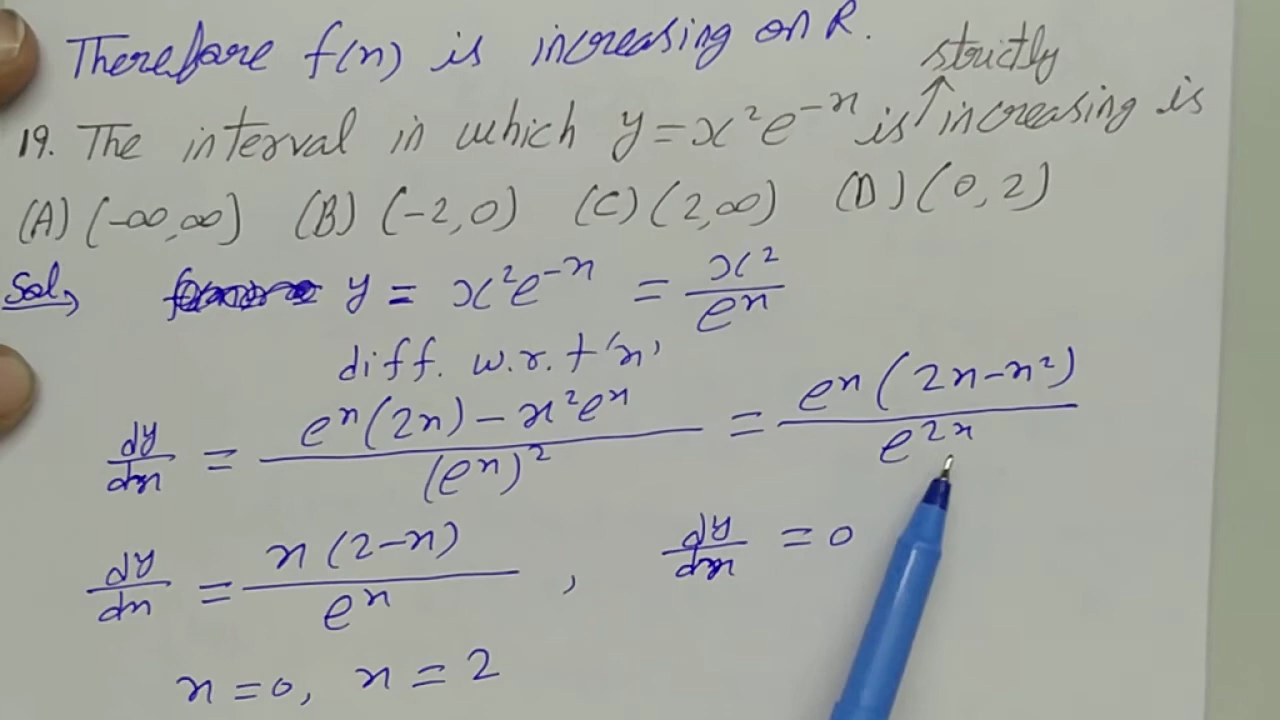 Therefore f(x) is increasing on R.
strictly
19. The interval in which y = x²e⁻ˣ is ↑ increasing is
(A) (-∞,∞) (B) (-2,0) (C) (2,∞) (D) (0,2)
Sol, y = x²e⁻ˣ = x²/eˣ
diff. w.r.t 'x'
dy/dx = (eˣ(2x) - x²eˣ)/(eˣ)² = eˣ(2x-x²)/e²ˣ
dy/dx = x(2-x)/eˣ , dy/dx = 0
x = 0, x = 2